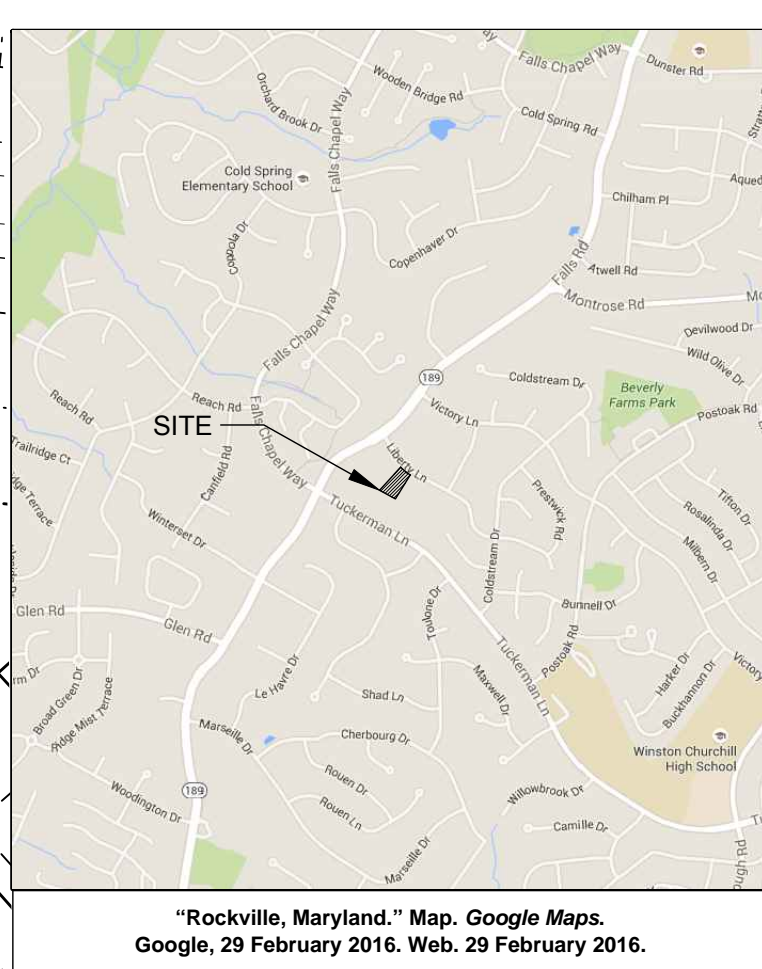 Falls Chapel Way
Dunster Rd
Wooden Bridge Rd
Orchard Brook Dr
Falls Chapel Way
Cold Spring Rd
Cold Spring
Elementary School
Chilham Pl
Copenhaver Dr
Falls Rd
Atwell Rd
Montrose Rd
Falls Chapel Way
Devilwood Dr
Wild Olive Dr
189
Coldstream Dr
Beverly
Farms Park
Reach Rd
Reach Rd
Victory Ln
Postoak Rd
SITE
Falls Chapel Way
Liberty Ln
Trailridge Ct
Canfield Rd
Tuckerman Ln
Prestwick Rd
Tifton Dr
Rosalinda Dr
Winterset Dr
Milbern Dr
Coldstream Dr
Glen Rd
Glen Rd
Toulone Dr
Bunnell Dr
Tuckerman Ln
Postoak Rd
Broad Green Dr
Ridge Mist Terrace
Le Havre Dr
Shad Ln
Maxwell Dr
Harker Dr
Buckhannon Dr
Victory
Marseille Dr
Cherbourg Dr
Winston Churchill
High School
189
Woodington Dr
Rouen Dr
Rouen Ln
Willowbrook Dr
Camille Dr
Marseille Dr
“Rockville, Maryland.” Map. Google Maps.
Google, 29 February 2016. Web. 29 February 2016.